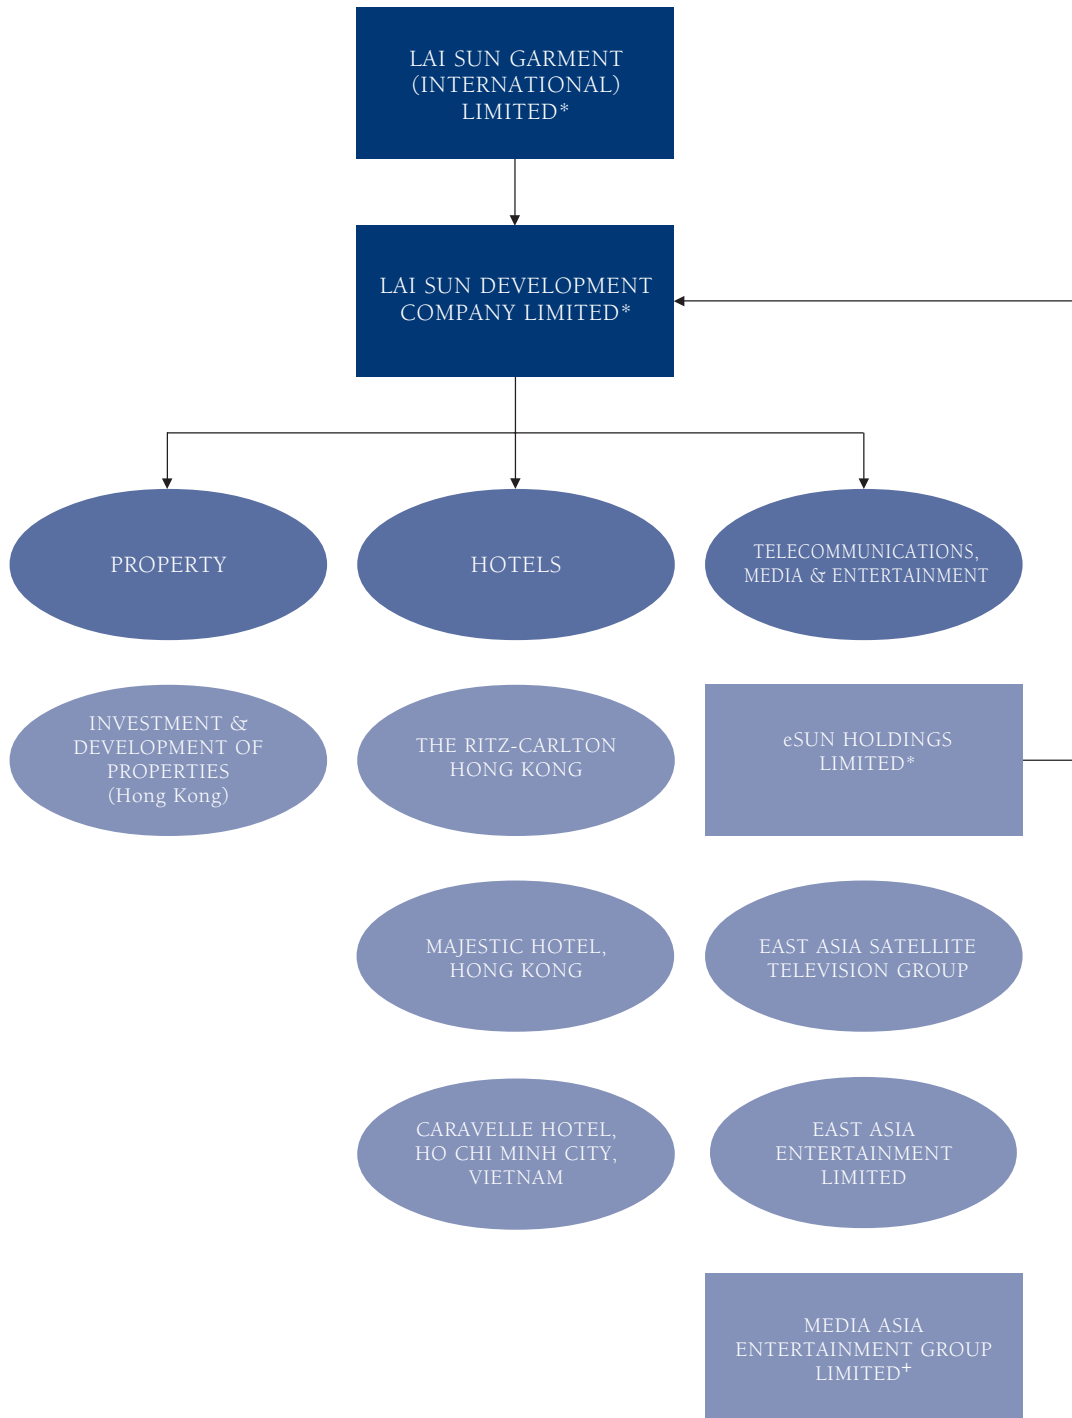 LAI SUN GARMENT
(INTERNATIONAL)
LIMITED*
LAI SUN DEVELOPMENT
COMPANY LIMITED*
PROPERTY
HOTELS
TELECOMMUNICATIONS,
MEDIA & ENTERTAINMENT
INVESTMENT &
DEVELOPMENT OF
PROPERTIES
(Hong Kong)
THE RITZ-CARLTON
HONG KONG
eSUN HOLDINGS
LIMITED*
MAJESTIC HOTEL,
HONG KONG
EAST ASIA SATELLITE
TELEVISION GROUP
CARAVELLE HOTEL,
HO CHI MINH CITY,
VIETNAM
EAST ASIA
ENTERTAINMENT
LIMITED
MEDIA ASIA
ENTERTAINMENT GROUP
LIMITED+